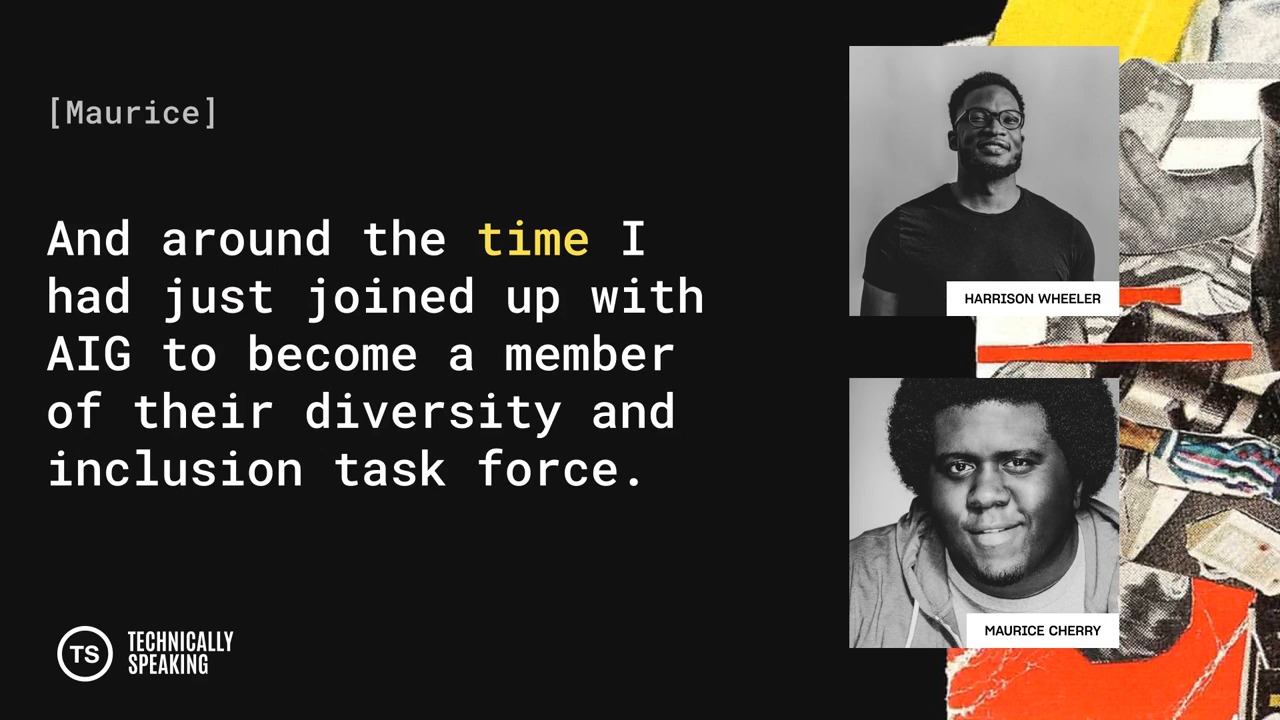 [Maurice]
And around the time I
had just joined up with
AIG to become a member
of their diversity and
inclusion task force.
HARRISON WHEELER
MAURICE CHERRY
TS
TECHNICALLY
SPEAKING